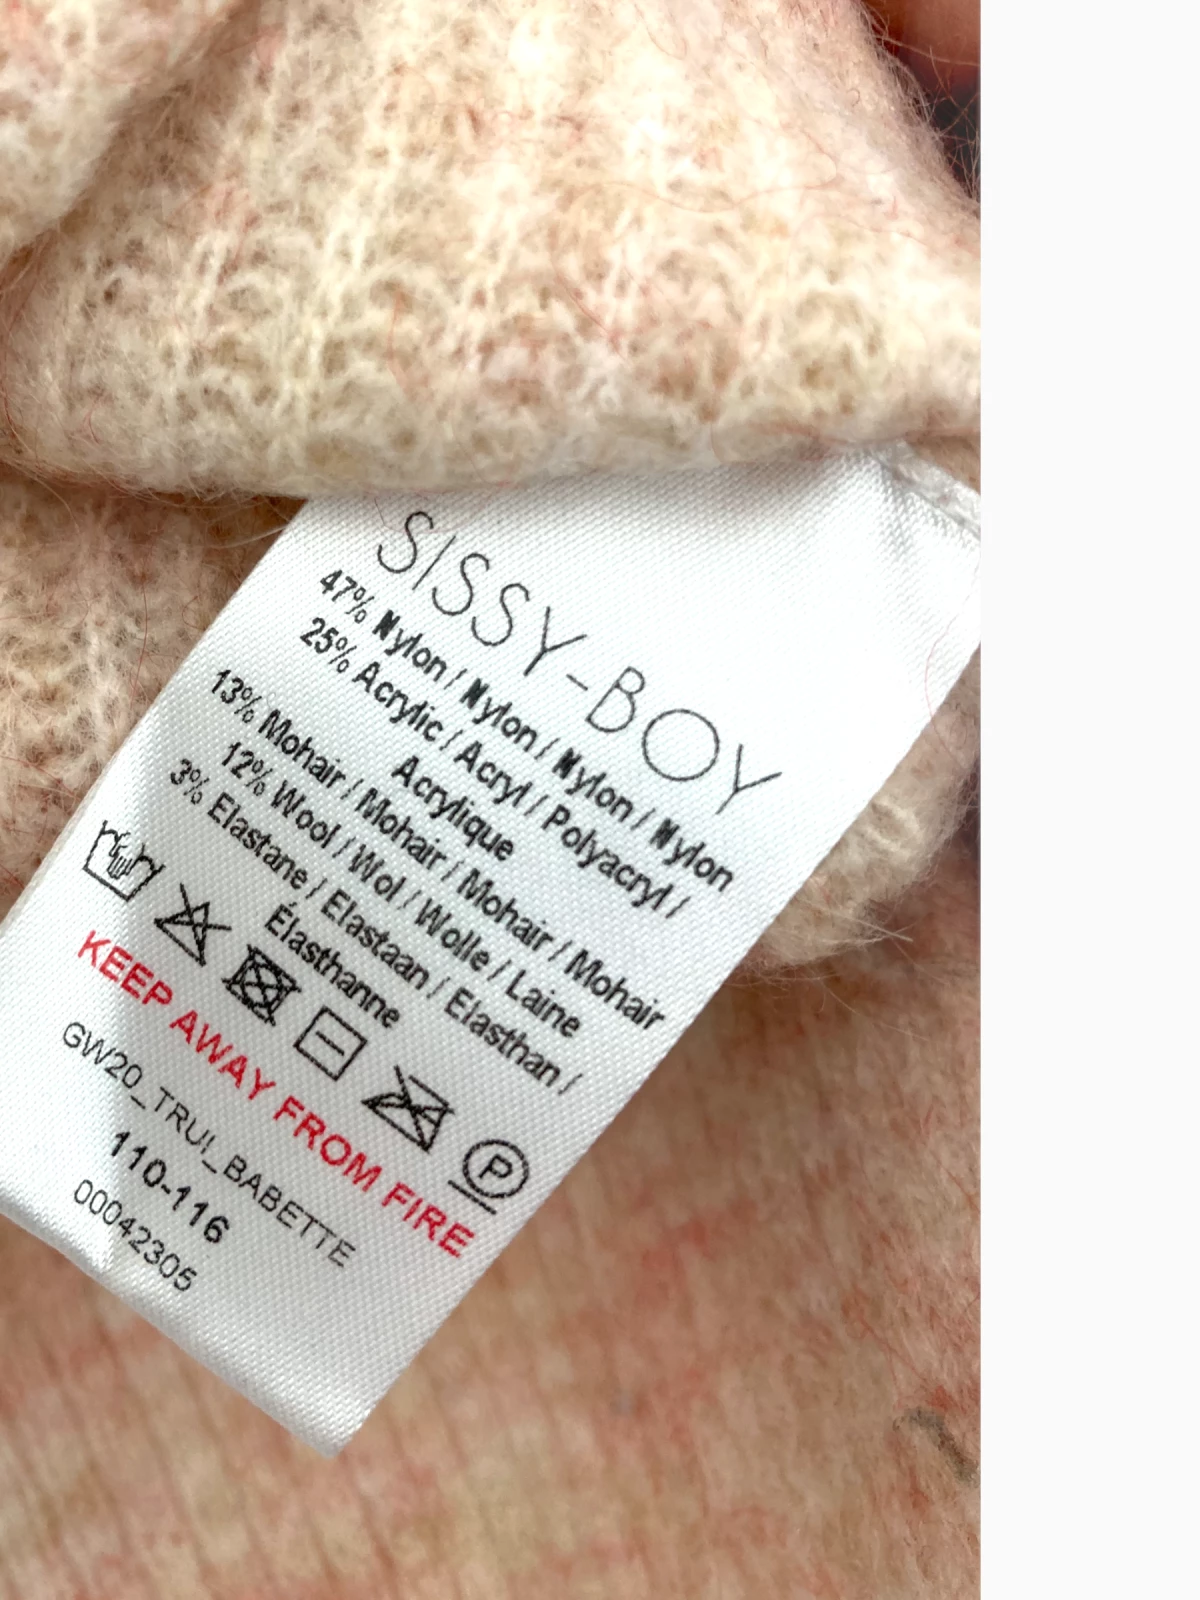 SISSY-BOY
47% Nylon / Nylon / Nylon / Nylon
25% Acrylic / Acryl / Polyacryl /
Acrylique
13% Mohair / Mohair / Mohair / Mohair
12% Wool / Wol / Wolle / Laine
3% Elastane / Elastaan / Elasthan /
Élasthanne
P
KEEP AWAY FROM FIRE
GW20_TRUI_BABETTE
110-116
00042305